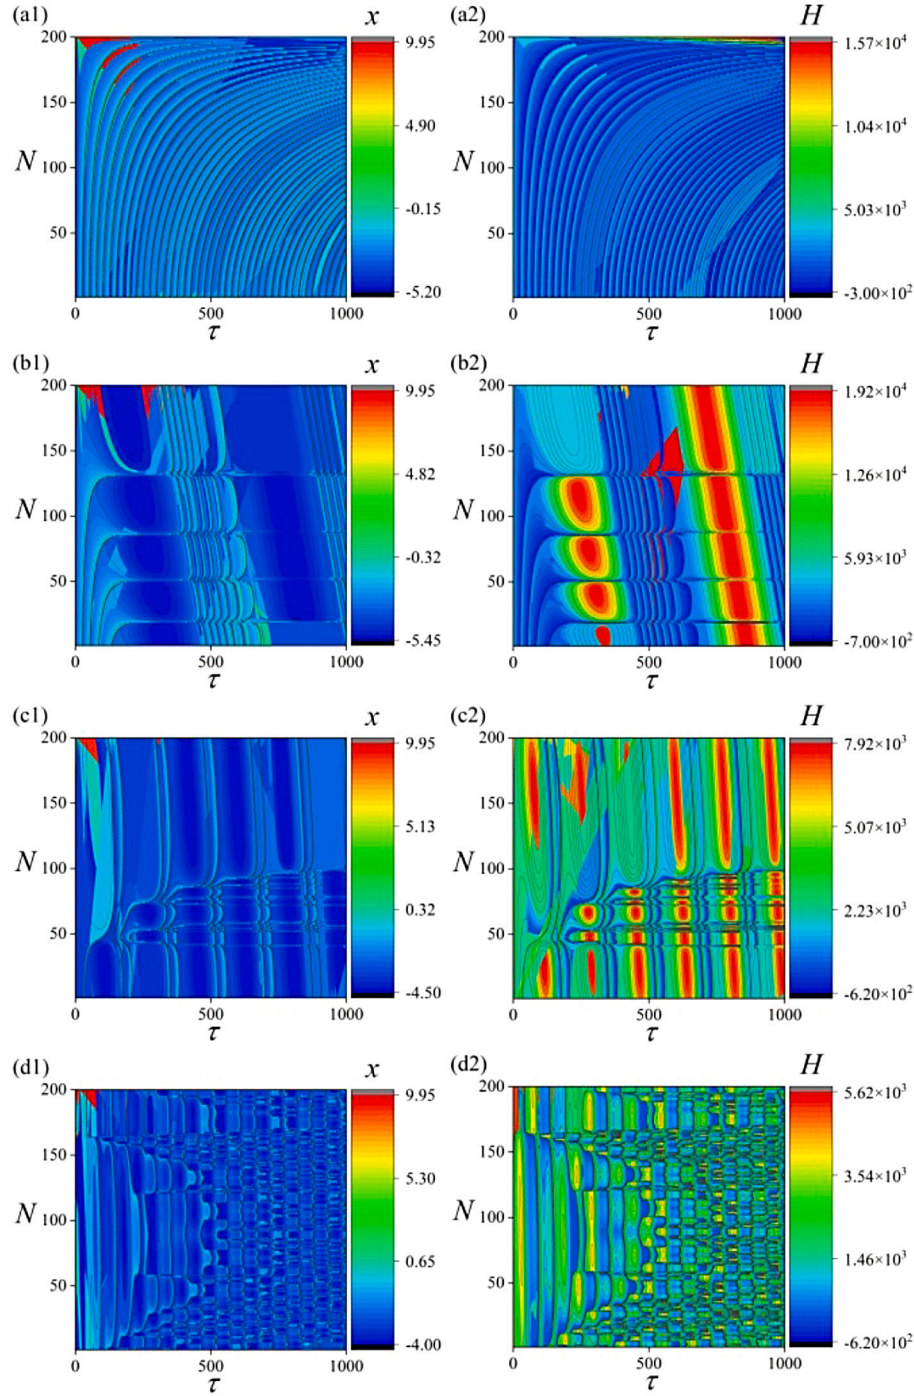 (a1) x (a2) H
200 9.95 200 1.57×10⁴
150 4.90 150 1.04×10⁴
N 100 N 100
-0.15 5.03×10³
50 50
-5.20 -3.00×10²
0 500 1000 0 500 1000
τ τ
(b1) x (b2) H
200 9.95 200 1.92×10⁴
150 4.82 150 1.26×10⁴
N 100 N 100
-0.32 5.93×10³
50 50
-5.45 -7.00×10²
0 500 1000 0 500 1000
τ τ
(c1) x (c2) H
200 9.95 200 7.92×10³
150 5.13 150 5.07×10³
N 100 N 100
0.32 2.23×10³
50 50
-4.50 -6.20×10²
0 500 1000 0 500 1000
τ τ
(d1) x (d2) H
200 9.95 200 5.62×10³
150 5.30 150 3.54×10³
N 100 N 100
0.65 1.46×10³
50 50
-4.00 -6.20×10²
0 500 1000 0 500 1000
τ τ